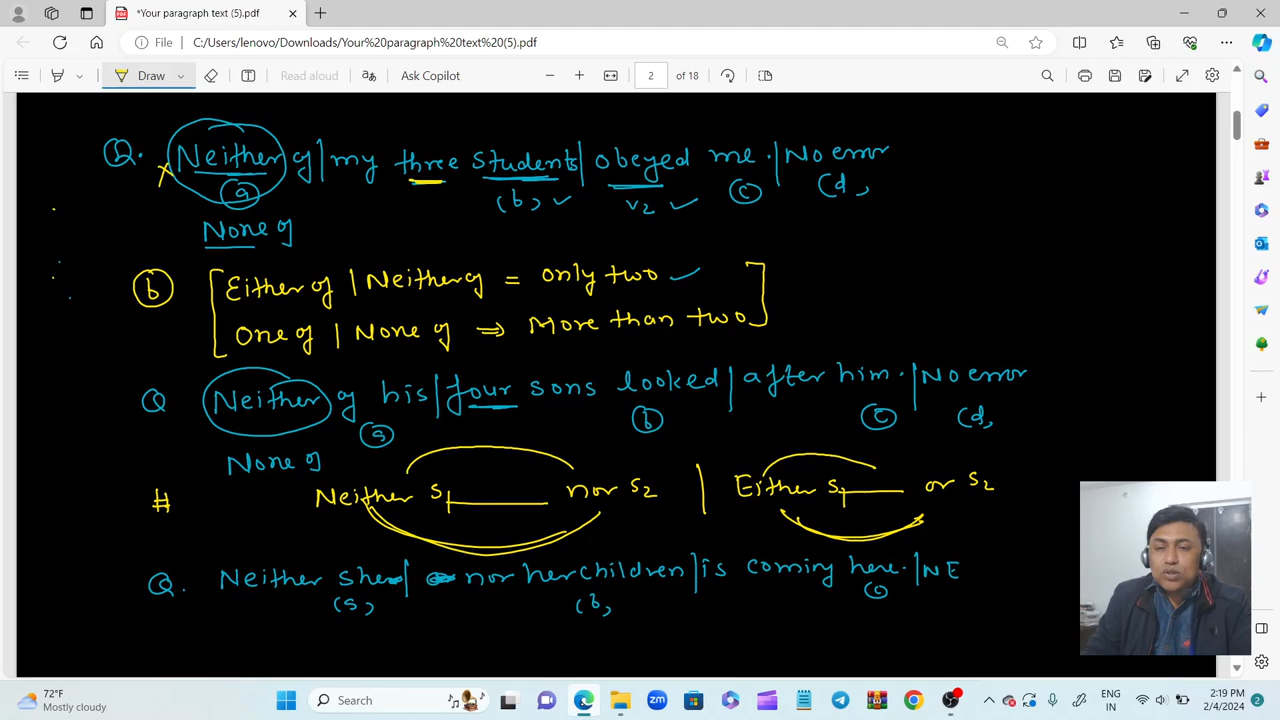 *Your paragraph text (5).pdf
File C:/Users/lenovo/Downloads/Your%20paragraph%20text%20(5).pdf
Draw Read aloud Ask Copilot 2 of 18
Q. Neither of | my three students | obeyed me. | No error
(a) (b) V2 (c) (d)
None of
(b) Either of | Neither of = only two
One of | None of ⇒ More than two
Q Neither of his | four sons looked | after him. | No error
(a) (b) (c) (d)
None of
# Neither S1 ______ nor S2 | Either S1 ____ or S2
Q. Neither she | nor her children | is coming here. | NE
(a) (b) (c)
72°F
Mostly cloudy
Search
ENG
IN
2:19 PM
2/4/2024
2